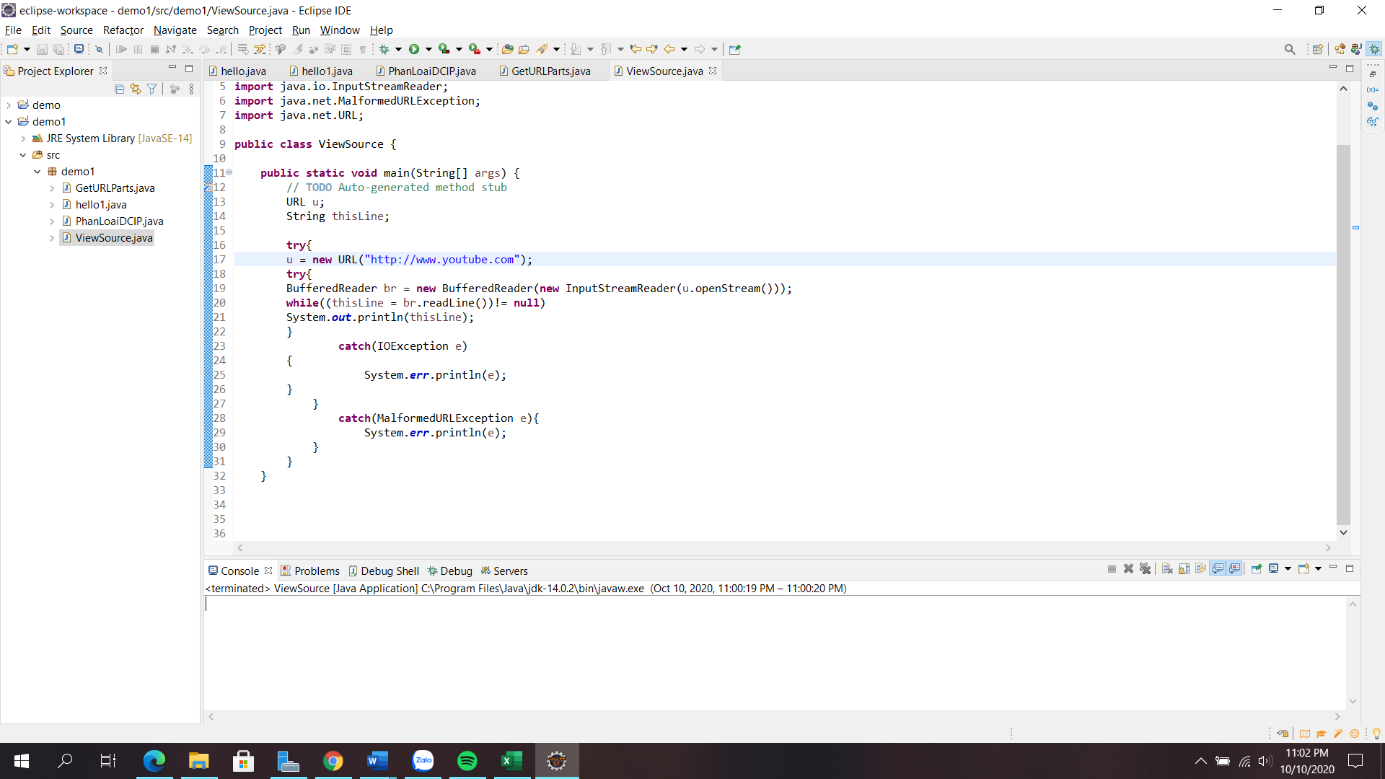 eclipse-workspace - demo1/src/demo1/ViewSource.java - Eclipse IDE
File Edit Source Refactor Navigate Search Project Run Window Help
Project Explorer
hello.java hello1.java PhanLoaiDCIP.java GetURLParts.java ViewSource.java
demo
demo1
JRE System Library [JavaSE-14]
src
demo1
GetURLParts.java
hello1.java
PhanLoaiDCIP.java
ViewSource.java
5 import java.io.InputStreamReader;
6 import java.net.MalformedURLException;
7 import java.net.URL;
8
9 public class ViewSource {
10
11 public static void main(String[] args) {
12 // TODO Auto-generated method stub
13 URL u;
14 String thisLine;
15
16 try{
17 u = new URL("http://www.youtube.com");
18 try{
19 BufferedReader br = new BufferedReader(new InputStreamReader(u.openStream()));
20 while((thisLine = br.readLine())!= null)
21 System.out.println(thisLine);
22 }
23 catch(IOException e)
24 {
25 System.err.println(e);
26 }
27 }
28 catch(MalformedURLException e){
29 System.err.println(e);
30 }
31 }
32 }
33
34
35
36
Console Problems Debug Shell Debug Servers
<terminated> ViewSource [Java Application] C:\Program Files\Java\jdk-14.0.2\bin\javaw.exe (Oct 10, 2020, 11:00:19 PM – 11:00:20 PM)
Zalo
11:02 PM
10/10/2020